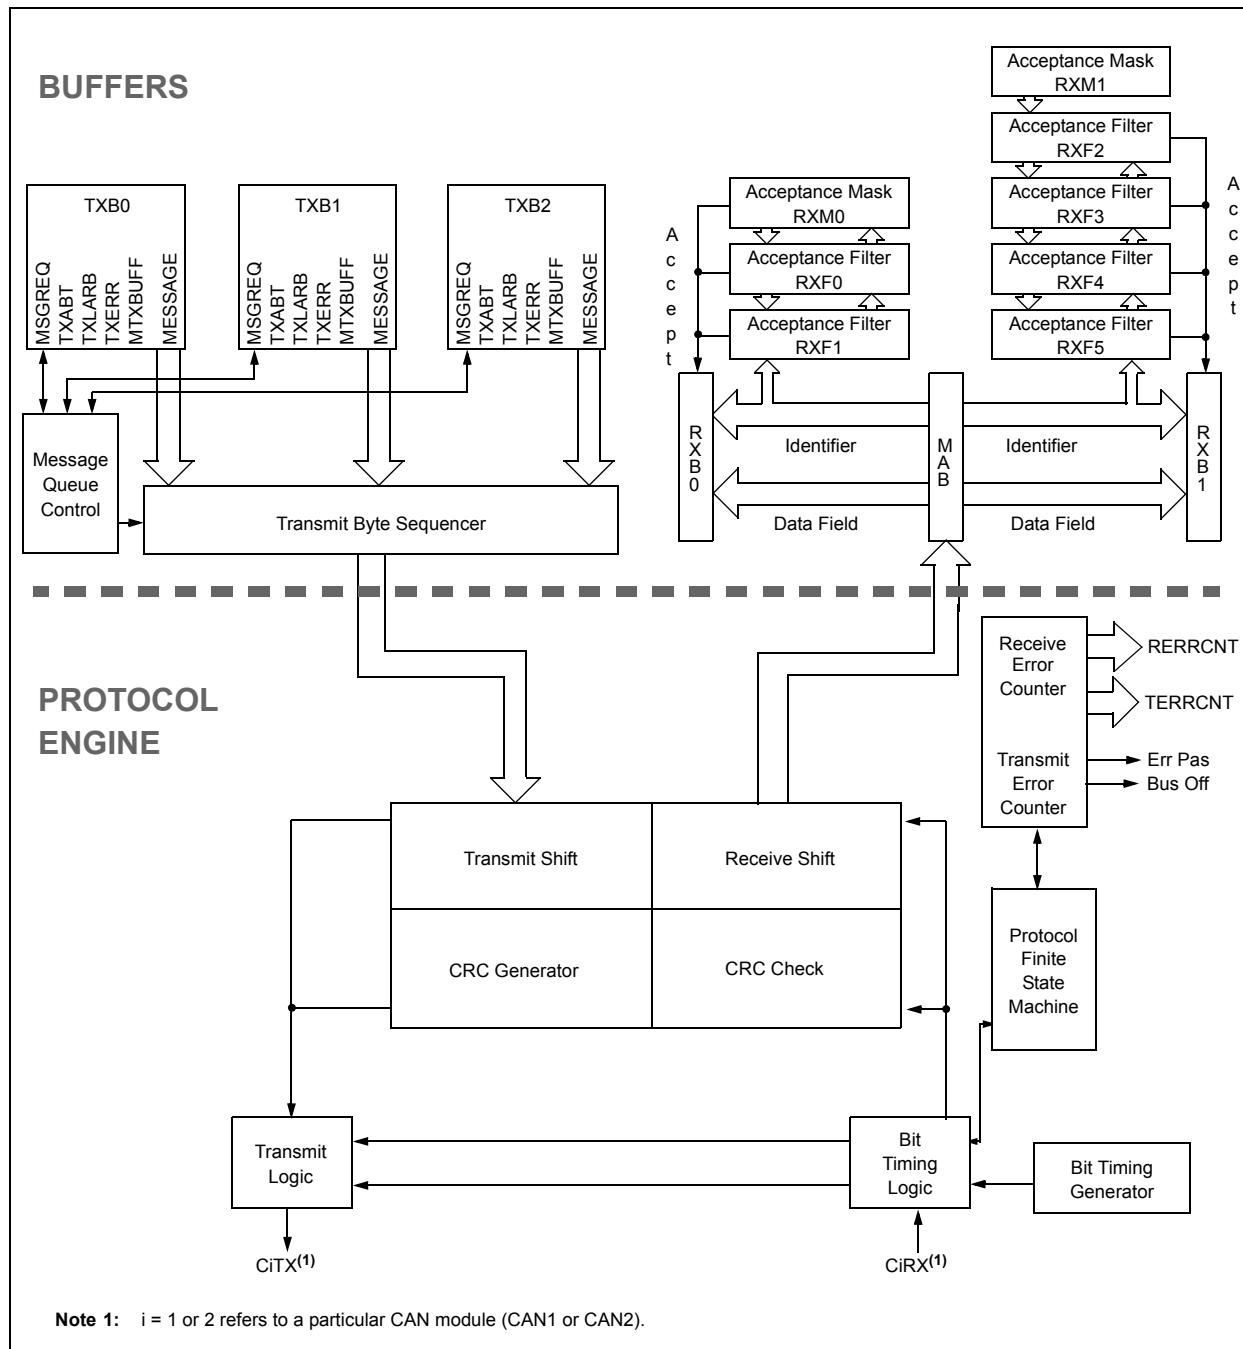 BUFFERS
Acceptance Mask
RXM1
Acceptance Filter
RXF2
Acceptance Filter
RXF3
Acceptance Filter
RXF4
Acceptance Filter
RXF5
Accept
Acceptance Mask
RXM0
Acceptance Filter
RXF0
Acceptance Filter
RXF1
Accept
TXB0
MSGREQ
TXABT
TXLARB
TXERR
MTXBUFF
MESSAGE
TXB1
MSGREQ
TXABT
TXLARB
TXERR
MTXBUFF
MESSAGE
TXB2
MSGREQ
TXABT
TXLARB
TXERR
MTXBUFF
MESSAGE
Message
Queue
Control
Transmit Byte Sequencer
RXB0
Identifier
Data Field
MAB
Identifier
Data Field
RXB1
PROTOCOL
ENGINE
Receive
Error
Counter
RERRCNT
TERRCNT
Transmit
Error
Counter
Err Pas
Bus Off
Transmit Shift
Receive Shift
CRC Generator
CRC Check
Protocol
Finite
State
Machine
Transmit
Logic
Bit
Timing
Logic
Bit Timing
Generator
CiTX(1)
CiRX(1)
Note 1: i = 1 or 2 refers to a particular CAN module (CAN1 or CAN2).